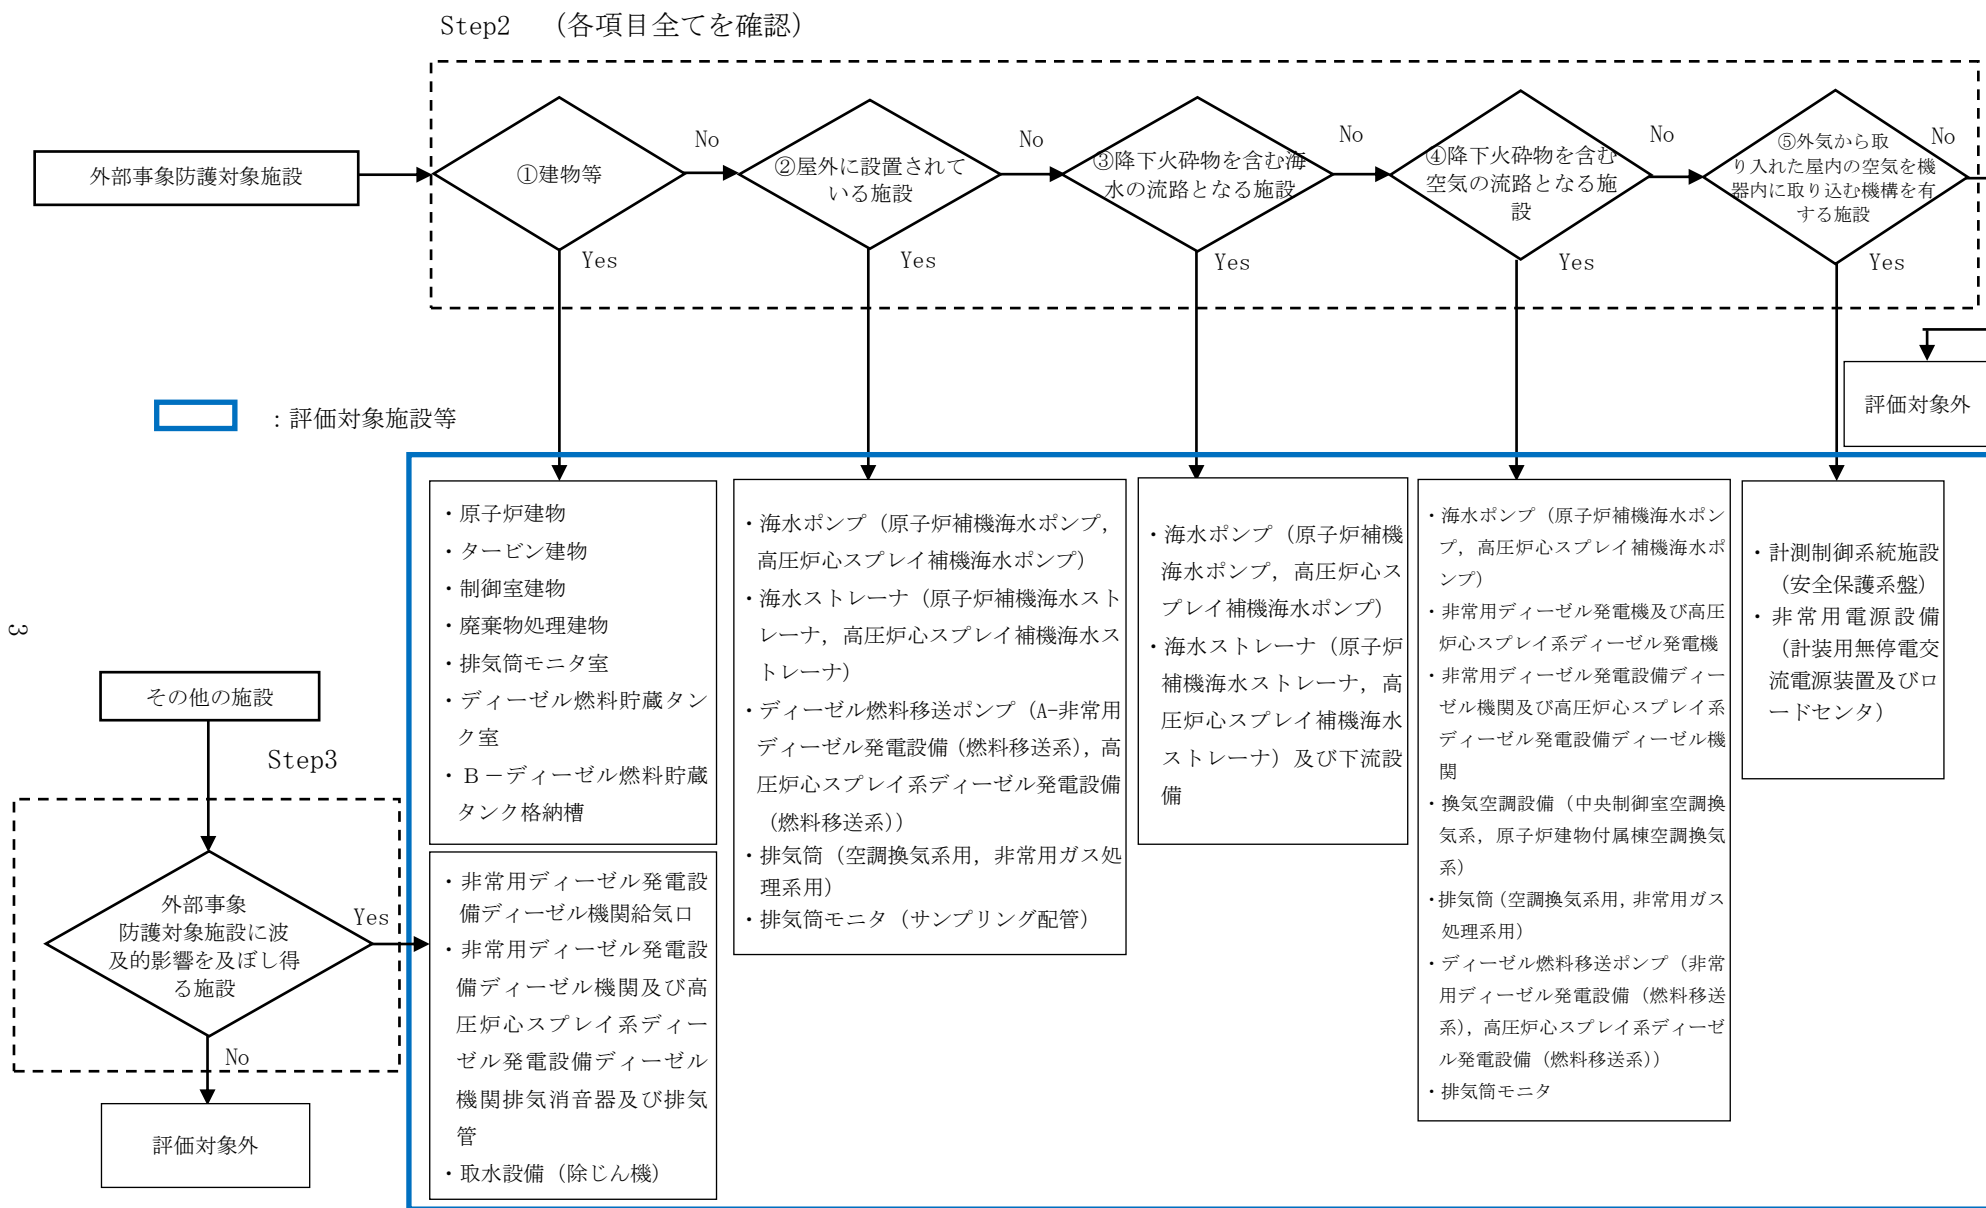 Step2　（各項目全てを確認）
外部事象防護対象施設
①建物等
No
②屋外に設置されて
いる施設
No
③降下火砕物を含む海
水の流路となる施設
No
④降下火砕物を含む
空気の流路となる施
設
No
⑤外気から取
り入れた屋内の空気を機
器内に取り込む機構を有
する施設
No
Yes
Yes
Yes
Yes
Yes
評価対象外
：評価対象施設等
・原子炉建物
・タービン建物
・制御室建物
・廃棄物処理建物
・排気筒モニタ室
・ディーゼル燃料貯蔵タン
ク室
・Ｂ－ディーゼル燃料貯蔵
タンク格納槽
・海水ポンプ（原子炉補機海水ポンプ，
高圧炉心スプレイ補機海水ポンプ）
・海水ストレーナ（原子炉補機海水スト
レーナ，高圧炉心スプレイ補機海水ス
トレーナ）
・ディーゼル燃料移送ポンプ（A-非常用
ディーゼル発電設備（燃料移送系），高
圧炉心スプレイ系ディーゼル発電設備
（燃料移送系））
・排気筒（空調換気系用，非常用ガス処
理系用）
・排気筒モニタ（サンプリング配管）
・海水ポンプ（原子炉補機
海水ポンプ，高圧炉心ス
プレイ補機海水ポンプ）
・海水ストレーナ（原子炉
補機海水ストレーナ，高
圧炉心スプレイ補機海水
ストレーナ）及び下流設
備
・海水ポンプ（原子炉補機海水ポン
プ，高圧炉心スプレイ補機海水ポ
ンプ）
・非常用ディーゼル発電機及び高圧
炉心スプレイ系ディーゼル発電機
・非常用ディーゼル発電設備ディー
ゼル機関及び高圧炉心スプレイ系
ディーゼル発電設備ディーゼル機
関
・換気空調設備（中央制御室空調換
気系，原子炉建物付属棟空調換気
系）
・排気筒（空調換気系用，非常用ガス
処理系用）
・ディーゼル燃料移送ポンプ（非常
用ディーゼル発電設備（燃料移送
系），高圧炉心スプレイ系ディーゼ
ル発電設備（燃料移送系））
・排気筒モニタ
・計測制御系統施設
（安全保護系盤）
・非常用電源設備
（計装用無停電交
流電源装置及びロ
ードセンタ）
3
その他の施設
Step3
外部事象
防護対象施設に波
及的影響を及ぼし得
る施設
Yes
No
評価対象外
・非常用ディーゼル発電設
備ディーゼル機関給気口
・非常用ディーゼル発電設
備ディーゼル機関及び高
圧炉心スプレイ系ディー
ゼル発電設備ディーゼル
機関排気消音器及び排気
管
・取水設備（除じん機）